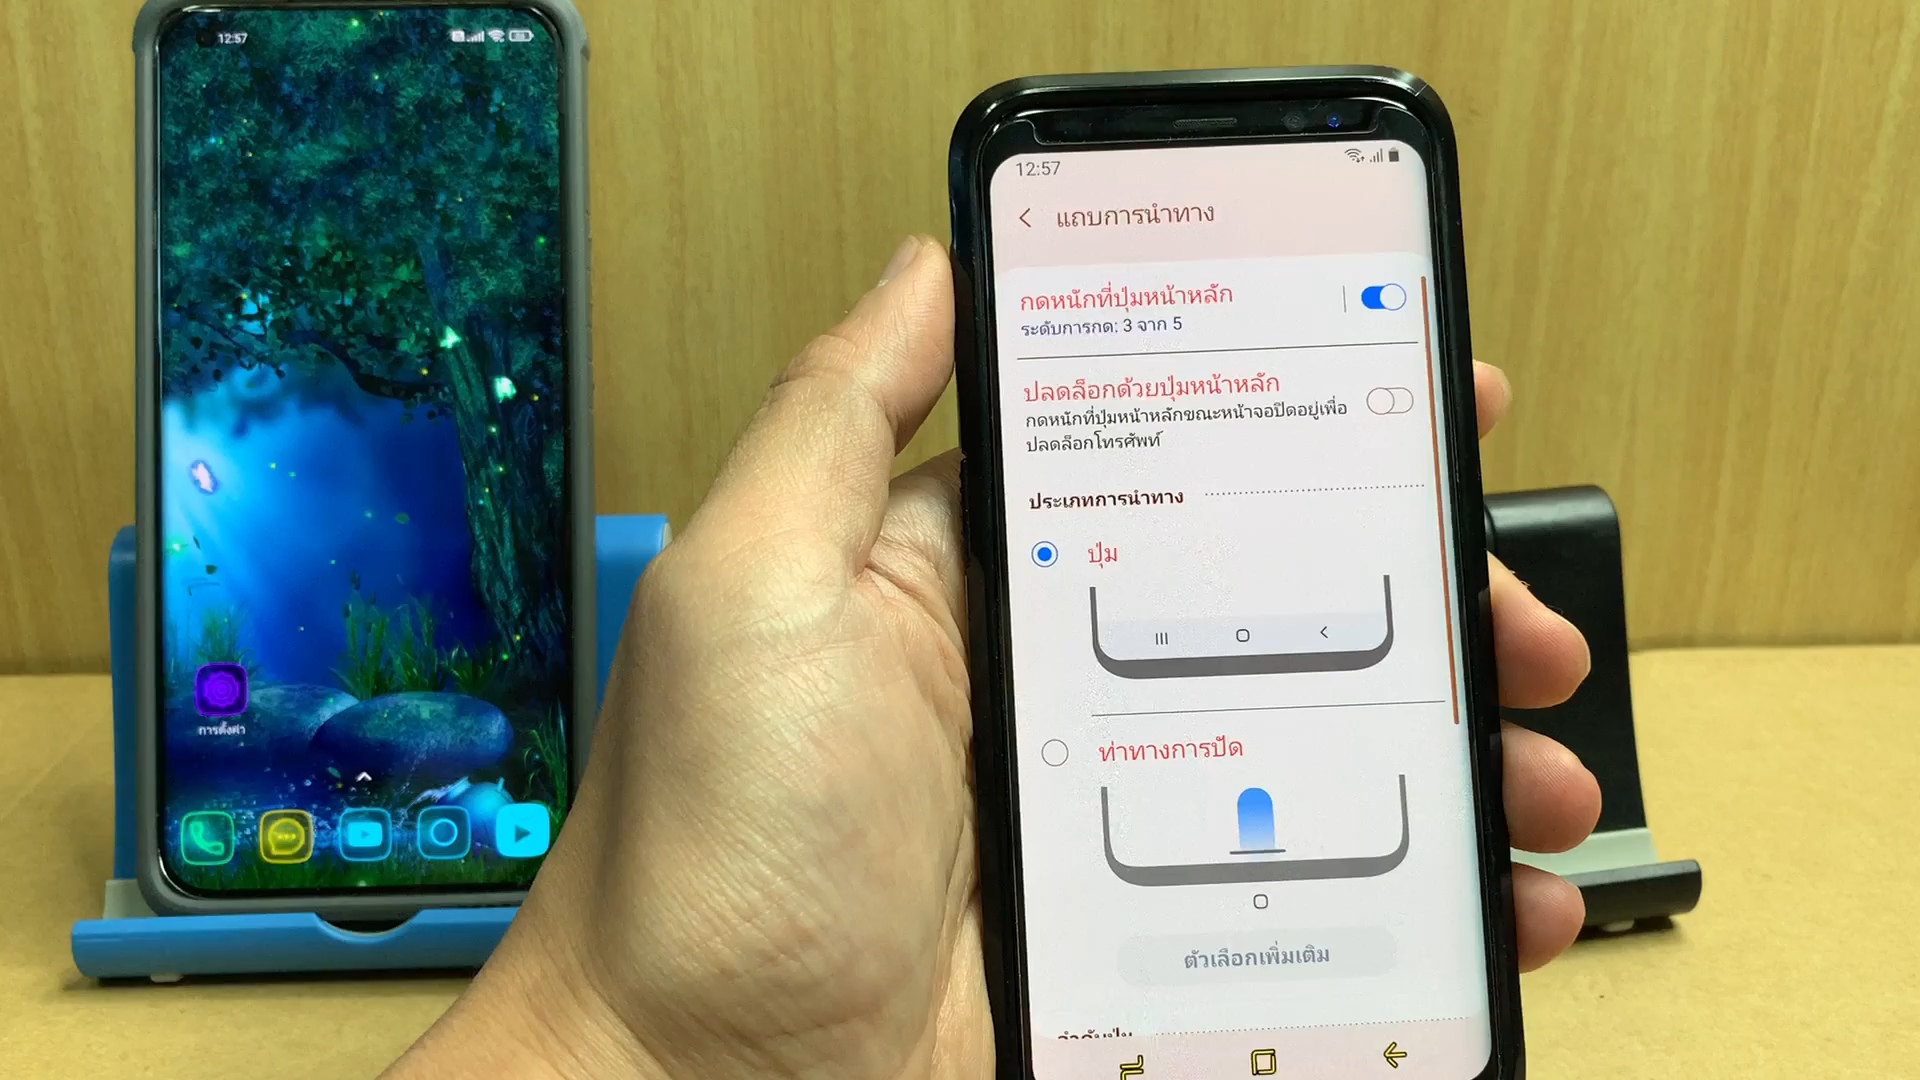 12:57
การตั้งค่า
12:57
แถบการนำทาง
กดหนักที่ปุ่มหน้าหลัก
ระดับการกด: 3 จาก 5
ปลดล็อกด้วยปุ่มหน้าหลัก
กดหนักที่ปุ่มหน้าหลักขณะหน้าจอปิดอยู่เพื่อ
ปลดล็อกโทรศัพท์
ประเภทการนำทาง
ปุ่ม
ท่าทางการปัด
ตัวเลือกเพิ่มเติม